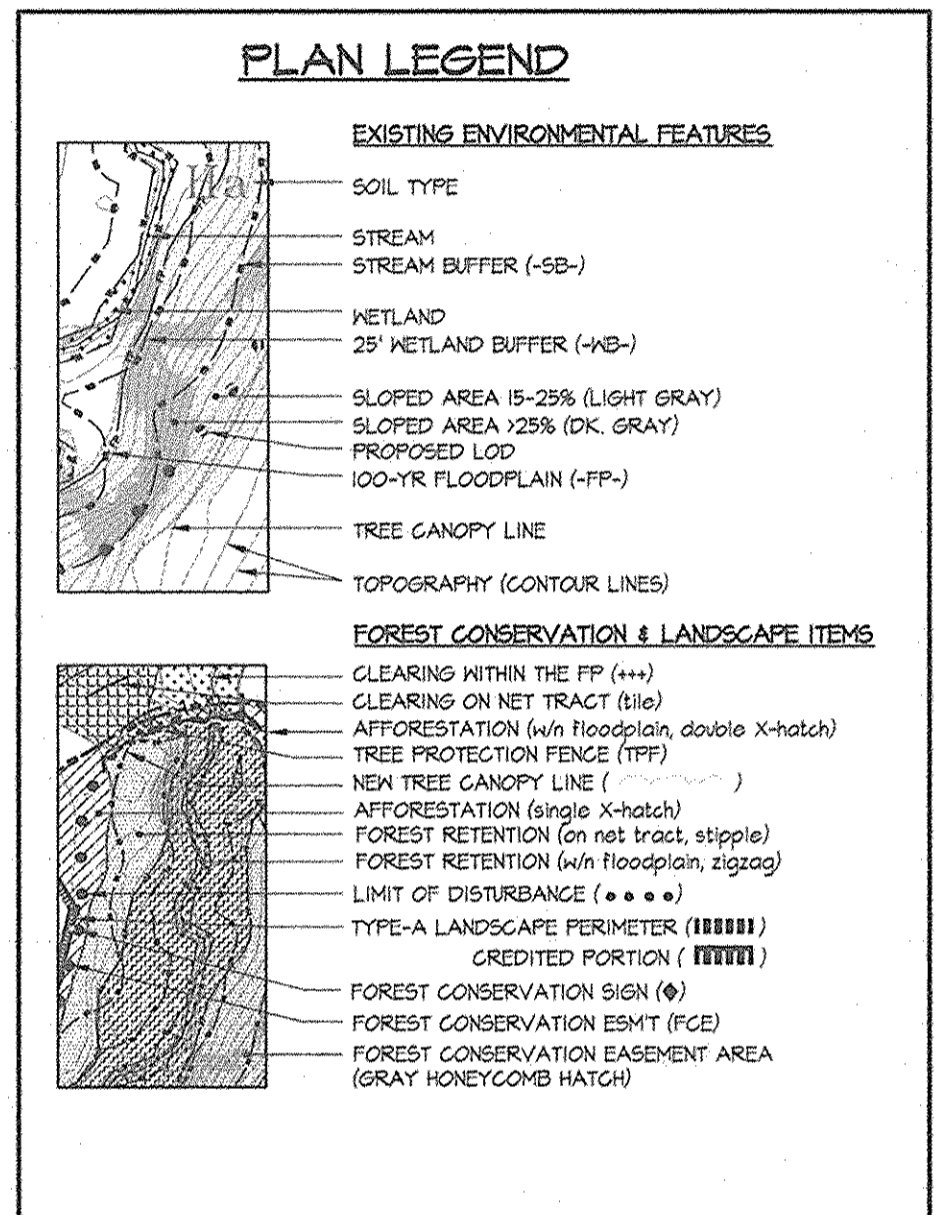 PLAN LEGEND
EXISTING ENVIRONMENTAL FEATURES
SOIL TYPE
STREAM
STREAM BUFFER (-SB-)
WETLAND
25' WETLAND BUFFER (-WB-)
SLOPED AREA 15-25% (LIGHT GRAY)
SLOPED AREA >25% (DK. GRAY)
PROPOSED LOD
100-YR FLOODPLAIN (-FP-)
TREE CANOPY LINE
TOPOGRAPHY (CONTOUR LINES)
FOREST CONSERVATION & LANDSCAPE ITEMS
CLEARING WITHIN THE FP (+++)
CLEARING ON NET TRACT (tile)
AFFORESTATION (w/n floodplain, double X-hatch)
TREE PROTECTION FENCE (TPF)
NEW TREE CANOPY LINE ( )
AFFORESTATION (single X-hatch)
FOREST RETENTION (on net tract, stipple)
FOREST RETENTION (w/n floodplain, zigzag)
LIMIT OF DISTURBANCE (● ● ● ●)
TYPE-A LANDSCAPE PERIMETER ( )
CREDITED PORTION ( )
FOREST CONSERVATION SIGN (◆)
FOREST CONSERVATION ESM'T (FCE)
FOREST CONSERVATION EASEMENT AREA
(GRAY HONEYCOMB HATCH)